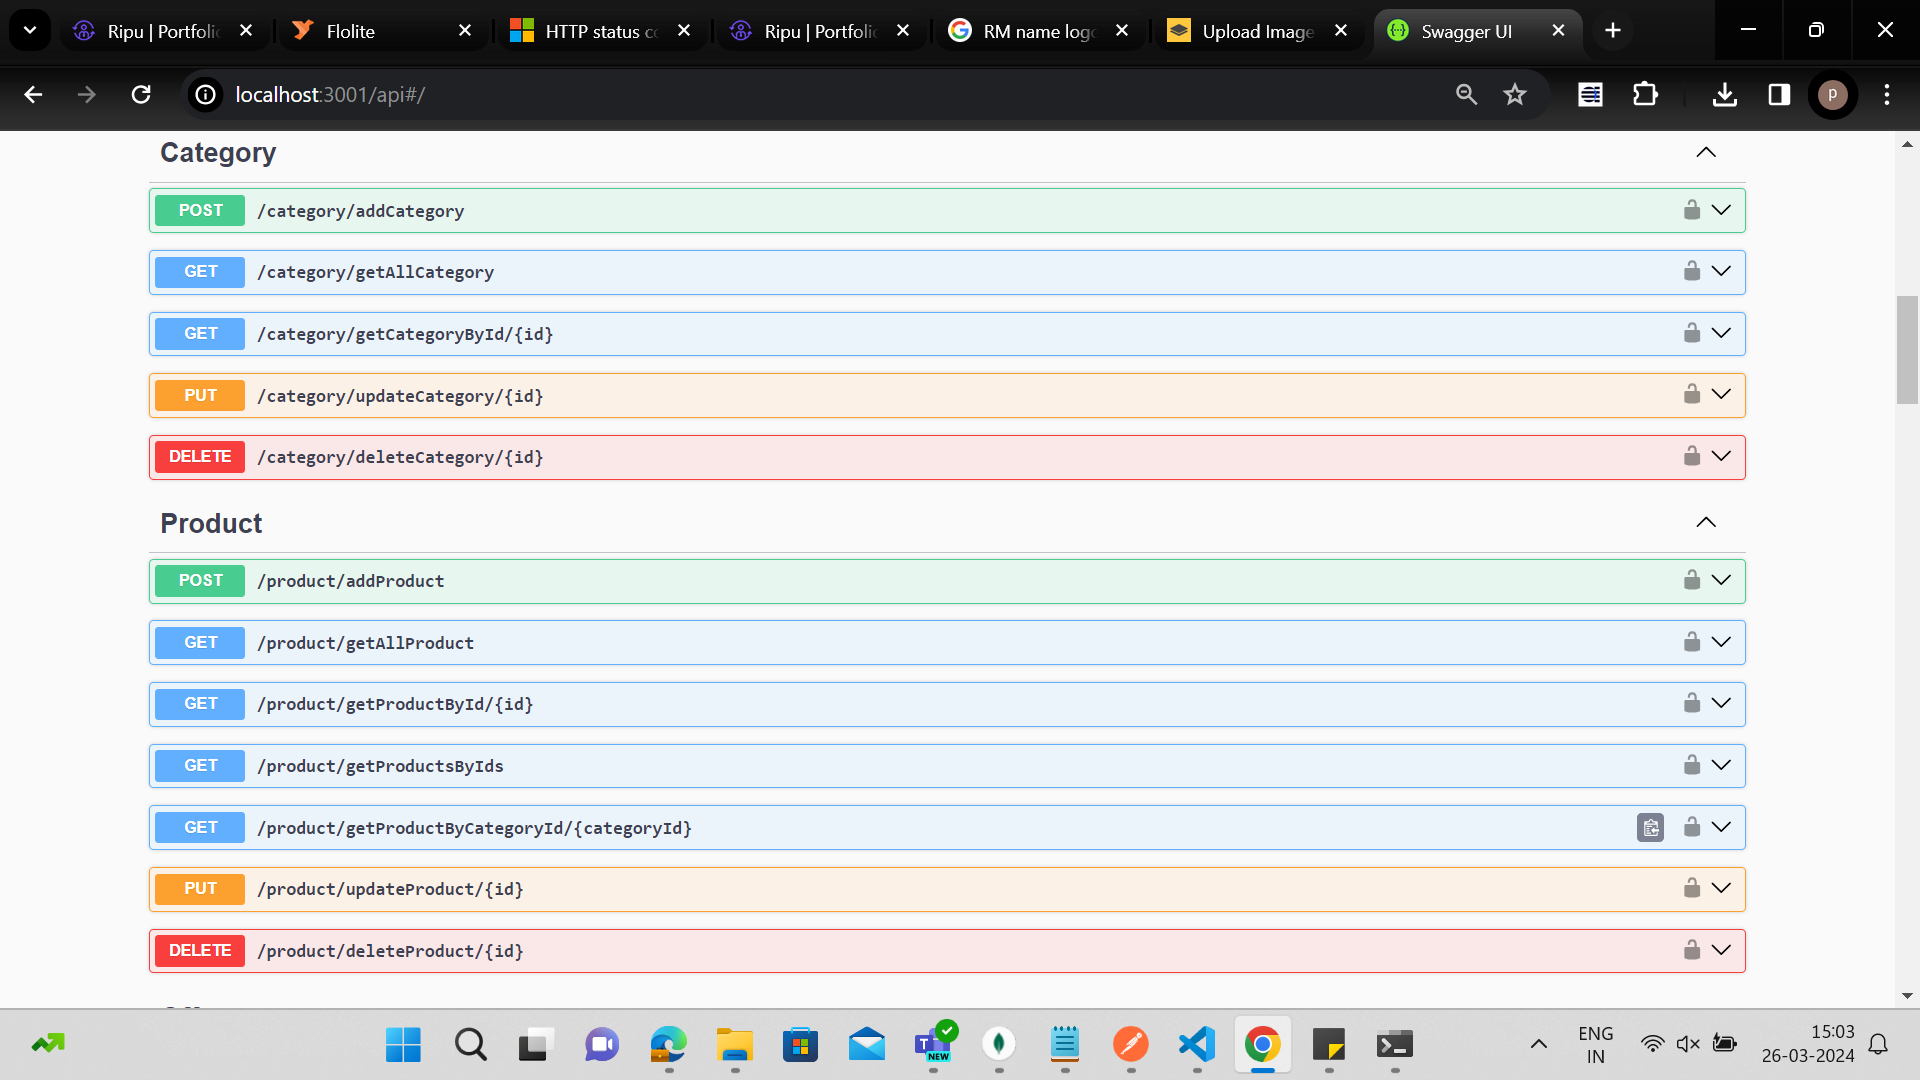 Ripu | Portfolio
Flolite
HTTP status co
Ripu | Portfolio
RM name logo
Upload Image
Swagger UI
localhost:3001/api#/
p
Category
POST /category/addCategory
GET /category/getAllCategory
GET /category/getCategoryById/{id}
PUT /category/updateCategory/{id}
DELETE /category/deleteCategory/{id}
Product
POST /product/addProduct
GET /product/getAllProduct
GET /product/getProductById/{id}
GET /product/getProductsByIds
GET /product/getProductByCategoryId/{categoryId}
PUT /product/updateProduct/{id}
DELETE /product/deleteProduct/{id}
T
NEW
ENG
IN
15:03
26-03-2024